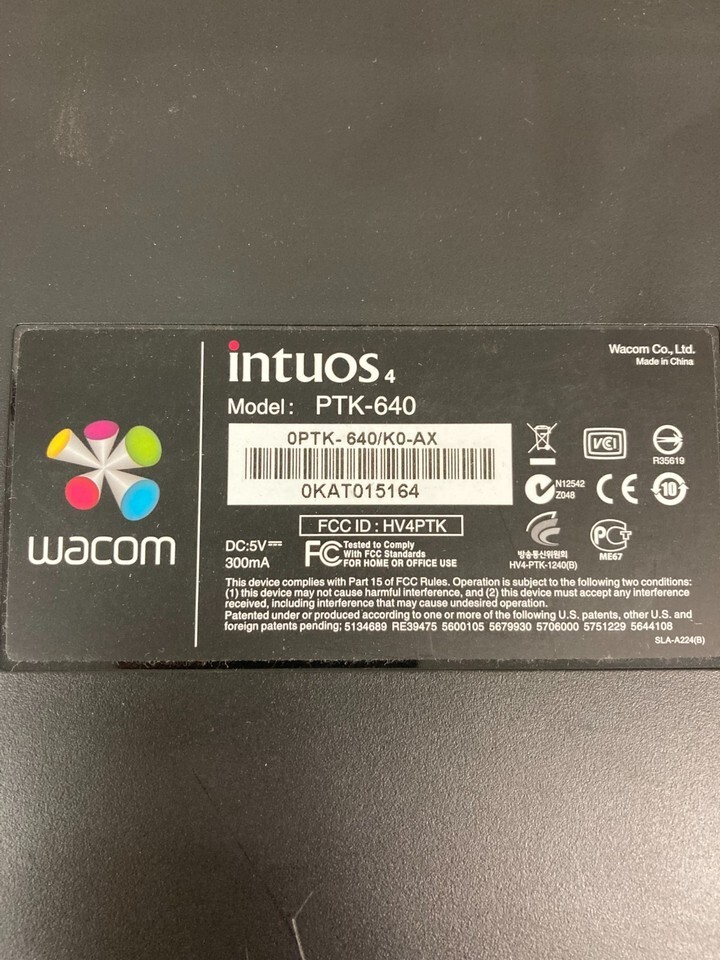 intuos4
Model: PTK-640
Wacom Co., Ltd.
Made in China
0PTK- 640/K0-AX
0KAT015164
VCI
R35619
N12542
Z048
CE
10
FCC ID : HV4PTK
wacom
DC:5V
300mA
FC Tested to Comply
With FCC Standards
FOR HOME OR OFFICE USE
방송통신위원회
HV4-PTK-1240(B)
PCT
ME67
This device complies with Part 15 of FCC Rules. Operation is subject to the following two conditions:
(1) this device may not cause harmful interference, and (2) this device must accept any interference
received, including interference that may cause undesired operation.
Patented under or produced according to one or more of the following U.S. patents, other U.S. and
foreign patents pending; 5134689 RE39475 5600105 5679930 5706000 5751229 5644108
SLA-A224(B)